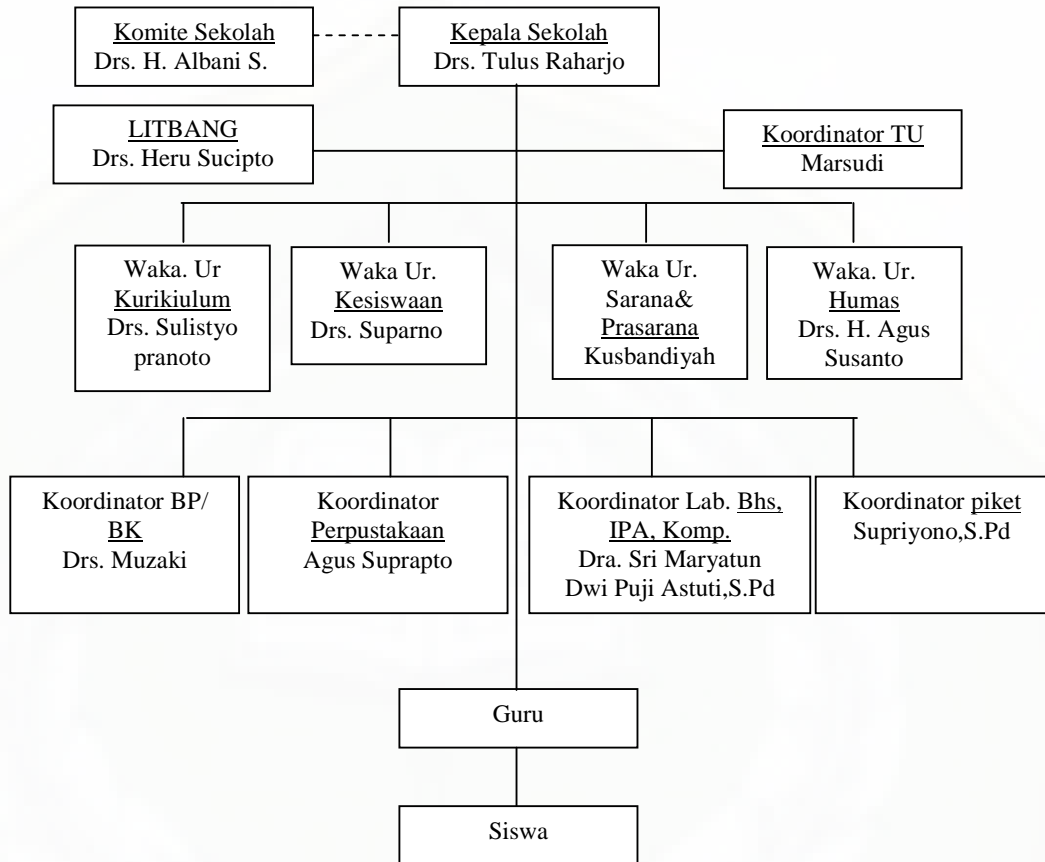 Komite Sekolah
Drs. H. Albani S.
Kepala Sekolah
Drs. Tulus Raharjo
LITBANG
Drs. Heru Sucipto
Koordinator TU
Marsudi
Waka. Ur
Kurikiulum
Drs. Sulistyo
pranoto
Waka Ur.
Kesiswaan
Drs. Suparno
Waka Ur.
Sarana&
Prasarana
Kusbandiyah
Waka. Ur.
Humas
Drs. H. Agus
Susanto
Koordinator BP/
BK
Drs. Muzaki
Koordinator
Perpustakaan
Agus Suprapto
Koordinator Lab. Bhs,
IPA, Komp.
Dra. Sri Maryatun
Dwi Puji Astuti,S.Pd
Koordinator piket
Supriyono,S.Pd
Guru
Siswa